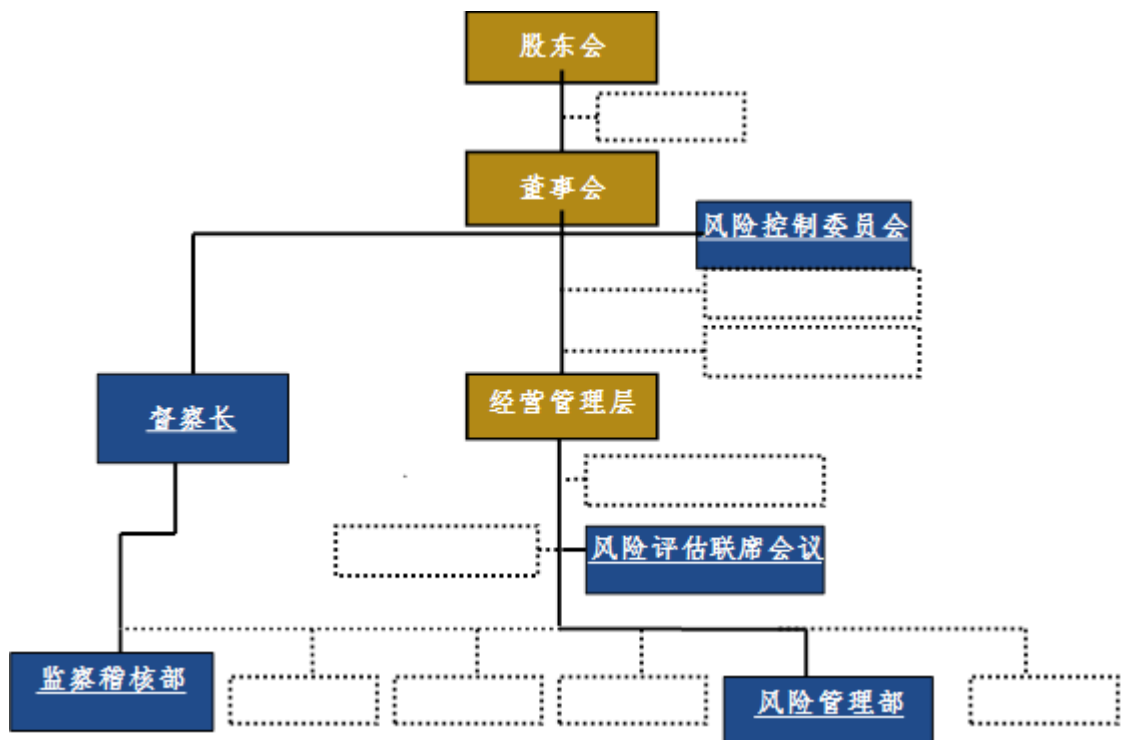 股东会
董事会
风险控制委员会
督察长
经营管理层
风险评估联席会议
监察稽核部
风险管理部